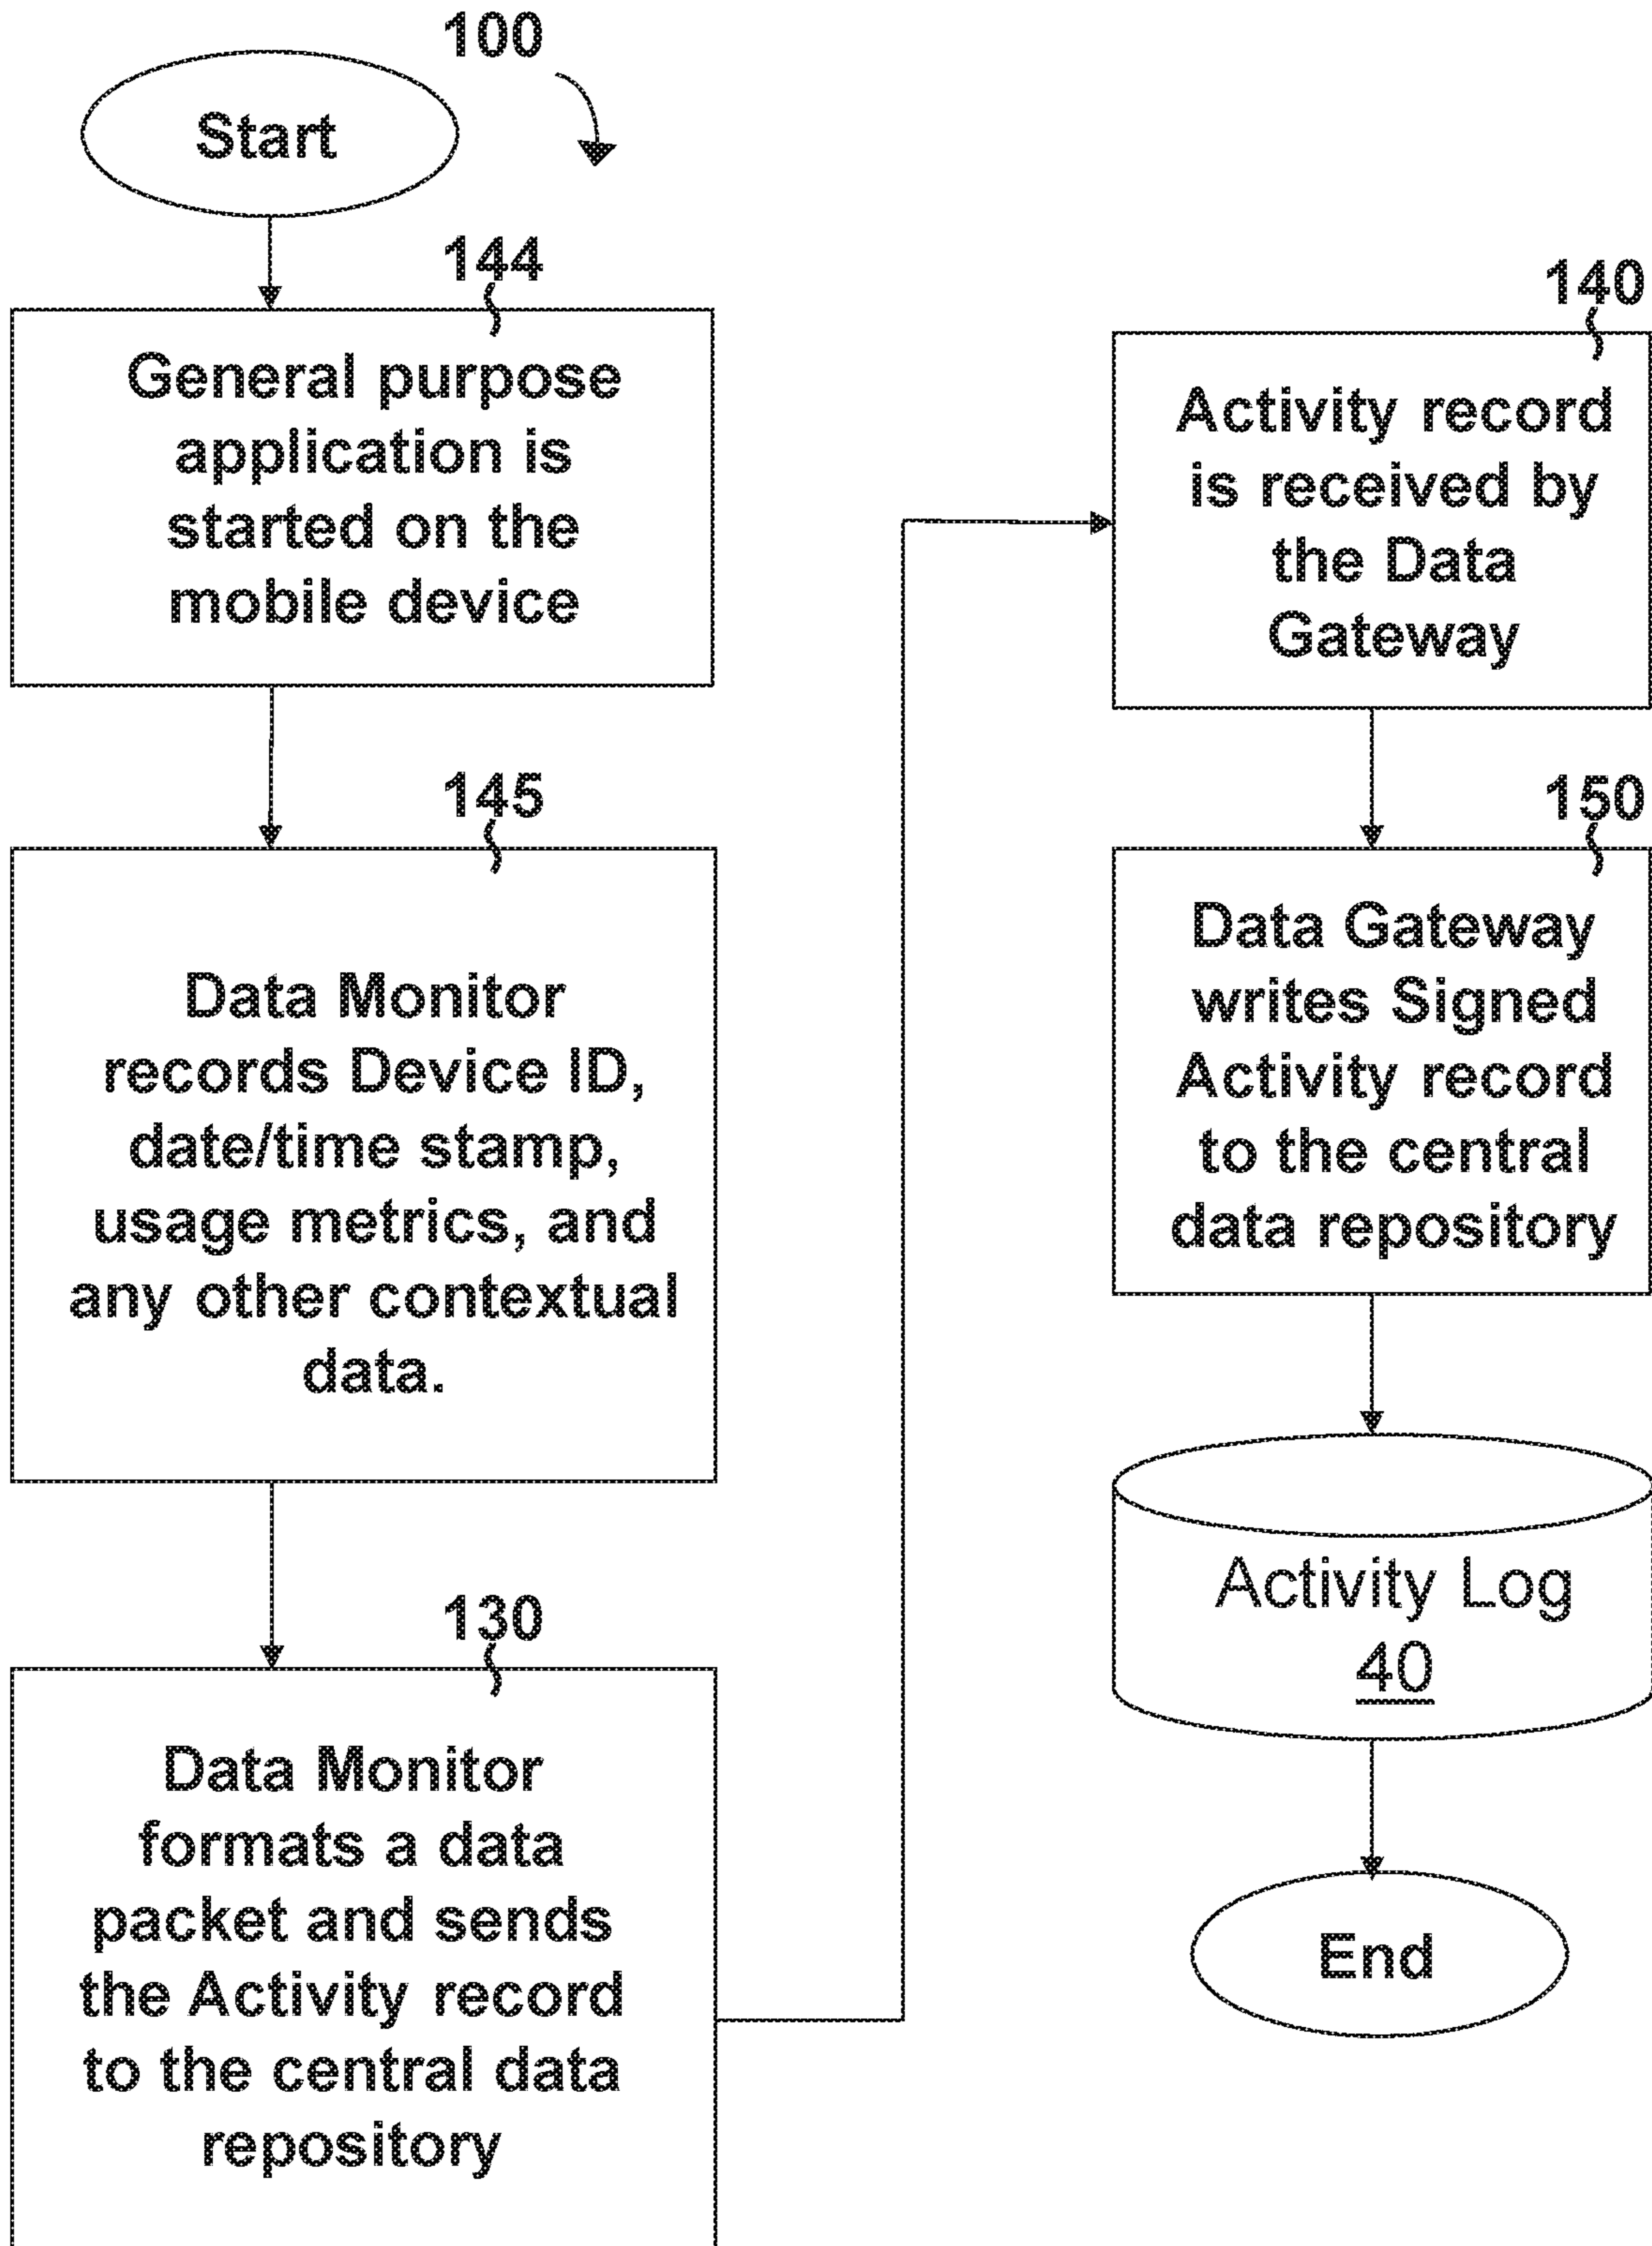 100
Start
144
General purpose
application is
started on the
mobile device
145
Data Monitor
records Device ID,
date/time stamp,
usage metrics, and
any other contextual
data.
130
Data Monitor
formats a data
packet and sends
the Activity record
to the central data
repository
140
Activity record
is received by
the Data
Gateway
150
Data Gateway
writes Signed
Activity record
to the central
data repository
Activity Log
40
End